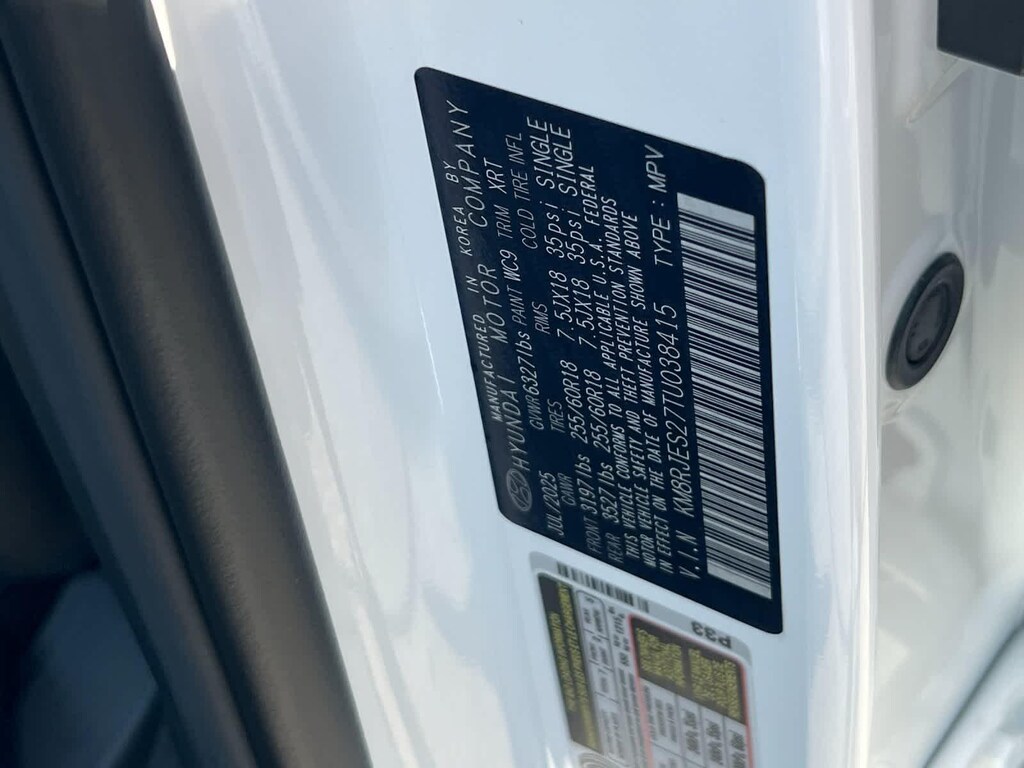 MANUFACTURED IN KOREA BY
HYUNDAI MOTOR COMPANY
JUL/2025 GVWR 6327lbs PAINT WC9 TRIM XRT
GAWR TIRES RMS COLD TIRE INFL
FRONT 3197lbs 255/60R18 7.5JX18 35psi SINGLE
REAR 3527lbs 255/60R18 7.5JX18 35psi SINGLE
THIS VEHICLE CONFORMS TO ALL APPLICABLE U.S.A. FEDERAL
MOTOR VEHICLE SAFETY AND THEFT PREVENTION STANDARDS
IN EFFECT ON THE DATE OF MANUFACTURE SHOWN ABOVE
V.I.N KM8RJES27TU038415 TYPE : MPV
P33